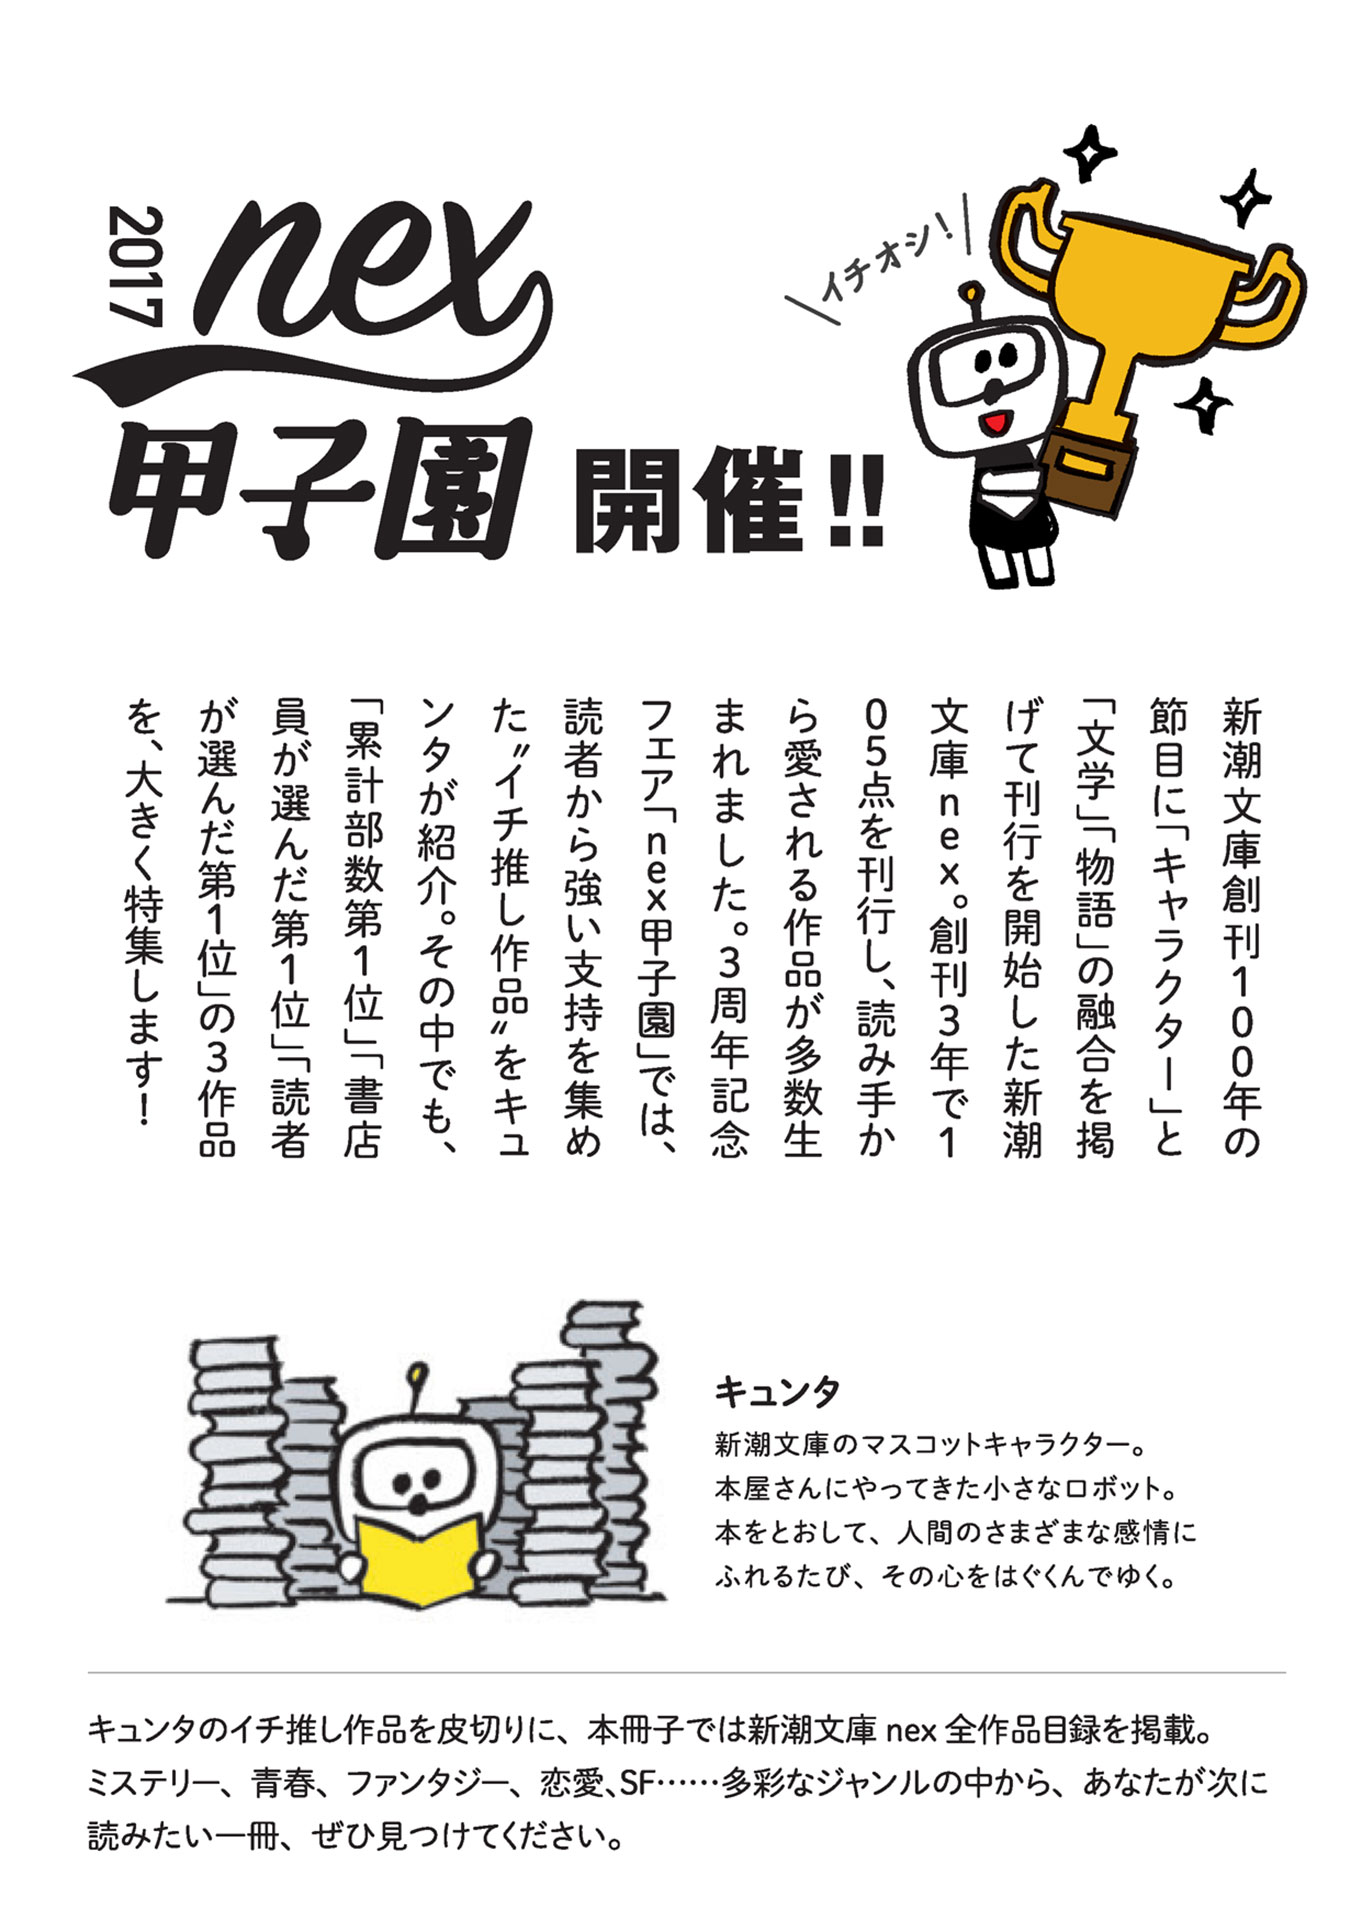 2017
nex
甲子園 開催!!
イチオシ！
新潮文庫創刊100年の
節目に「キャラクター」と
「文学」「物語」の融合を掲
げて刊行を開始した新潮
文庫nex。創刊3年で1
05点を刊行し、読み手か
ら愛される作品が多数生
まれました。3周年記念
フェア「nex甲子園」では、
読者から強い支持を集め
た〝イチ推し作品〟をキュ
ンタが紹介。その中でも、
「累計部数第1位」「書店
員が選んだ第1位」「読者
が選んだ第1位」の3作品
を、大きく特集します！
キュンタ
新潮文庫のマスコットキャラクター。
本屋さんにやってきた小さなロボット。
本をとおして、人間のさまざまな感情に
ふれるたび、その心をはぐくんでゆく。
キュンタのイチ推し作品を皮切りに、本冊子では新潮文庫 nex 全作品目録を掲載。
ミステリー、青春、ファンタジー、恋愛、SF……多彩なジャンルの中から、あなたが次に
読みたい一冊、ぜひ見つけてください。